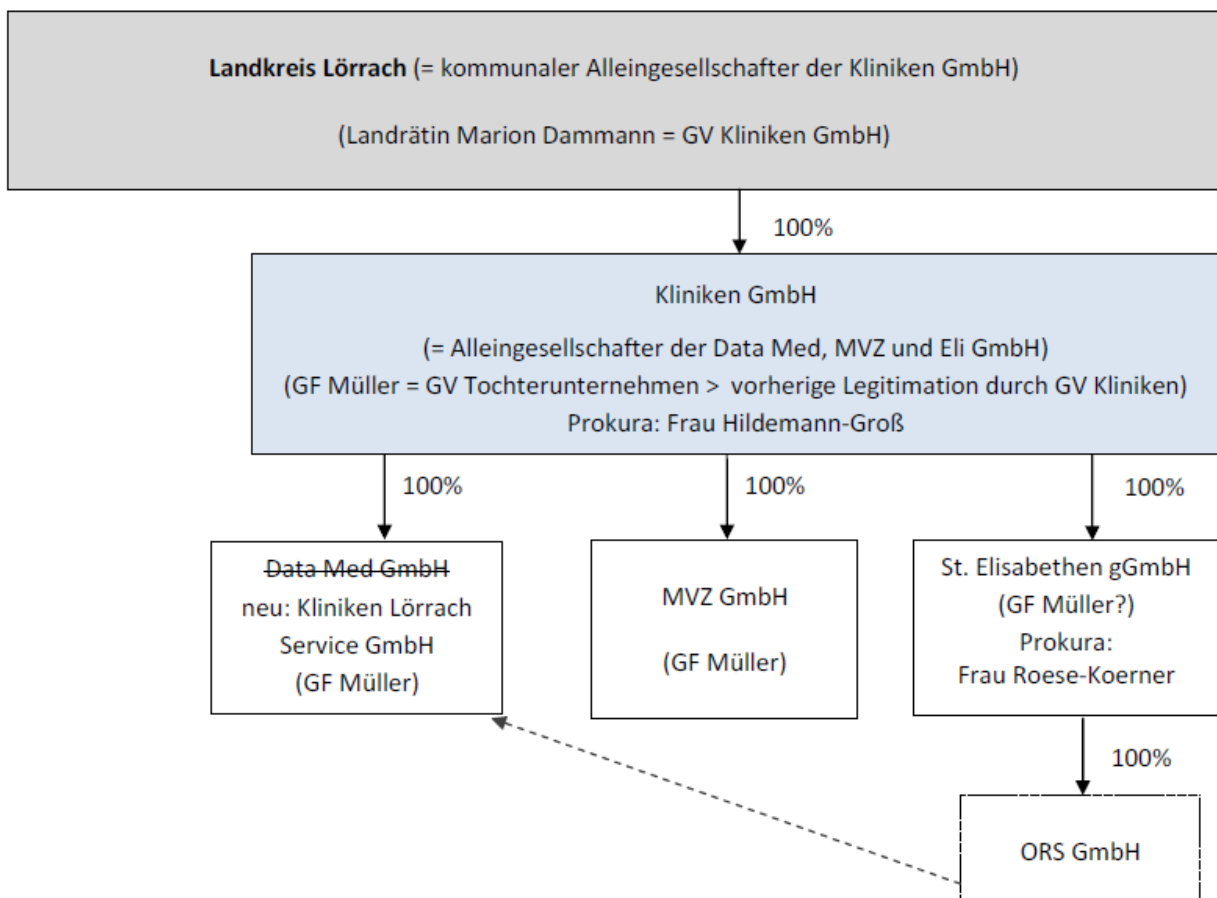 Landkreis Lörrach (= kommunaler Alleingesellschafter der Kliniken GmbH)
(Landrätin Marion Dammann = GV Kliniken GmbH)
100%
Kliniken GmbH
(= Alleingesellschafter der Data Med, MVZ und Eli GmbH)
(GF Müller = GV Tochterunternehmen > vorherige Legitimation durch GV Kliniken)
Prokura: Frau Hildemann-Groß
100%
100%
100%
Data Med GmbH
neu: Kliniken Lörrach
Service GmbH
(GF Müller)
MVZ GmbH
(GF Müller)
St. Elisabethen gGmbH
(GF Müller?)
Prokura:
Frau Roese-Koerner
100%
ORS GmbH